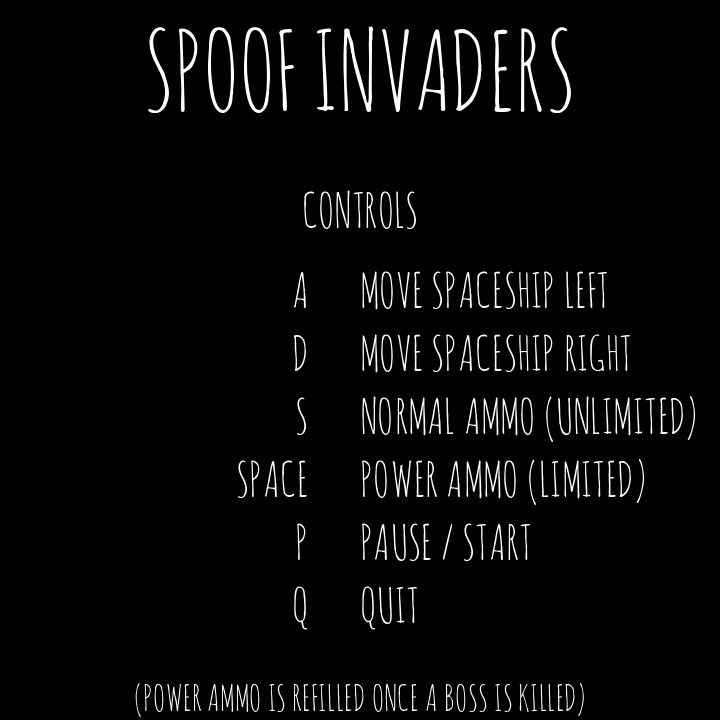 SPOOF INVADERS
CONTROLS
A MOVE SPACESHIP LEFT
D MOVE SPACESHIP RIGHT
S NORMAL AMMO (UNLIMITED)
SPACE POWER AMMO (LIMITED)
P PAUSE / START
Q QUIT
(POWER AMMO IS REFILLED ONCE A BOSS IS KILLED)